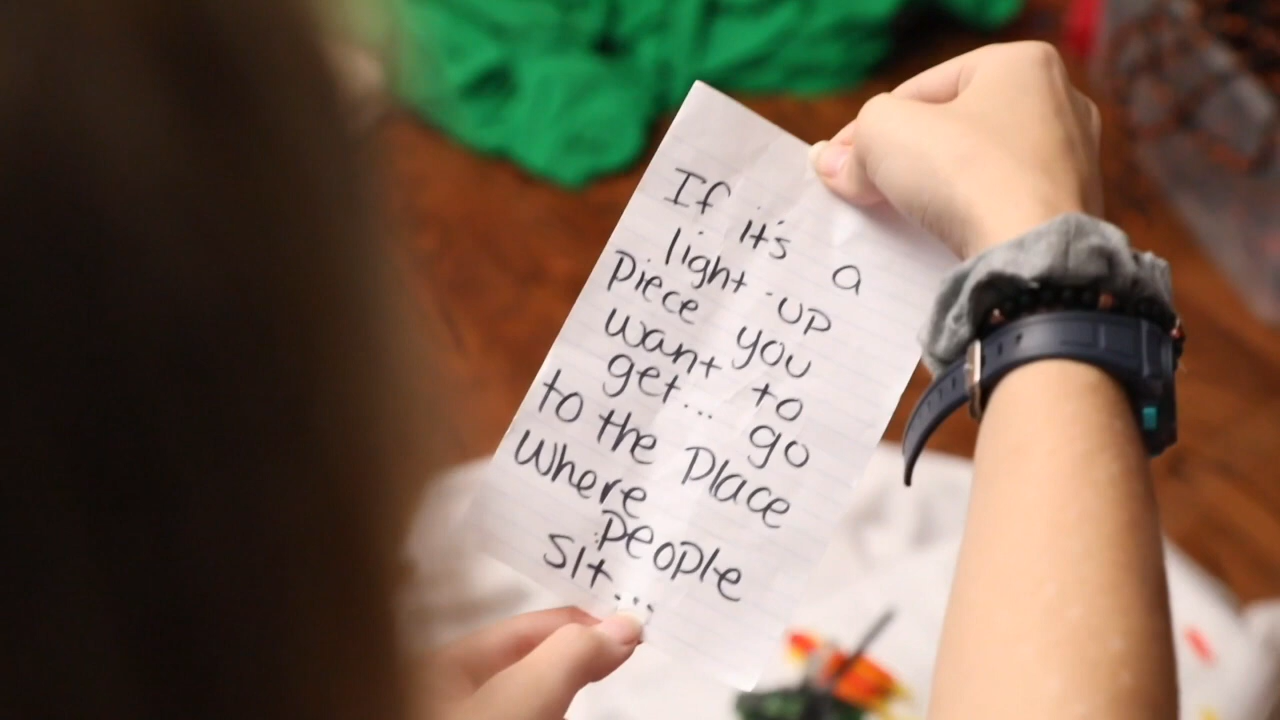 If it's a
light-up
piece you
want to
get... go
to the place
where
people
sit...